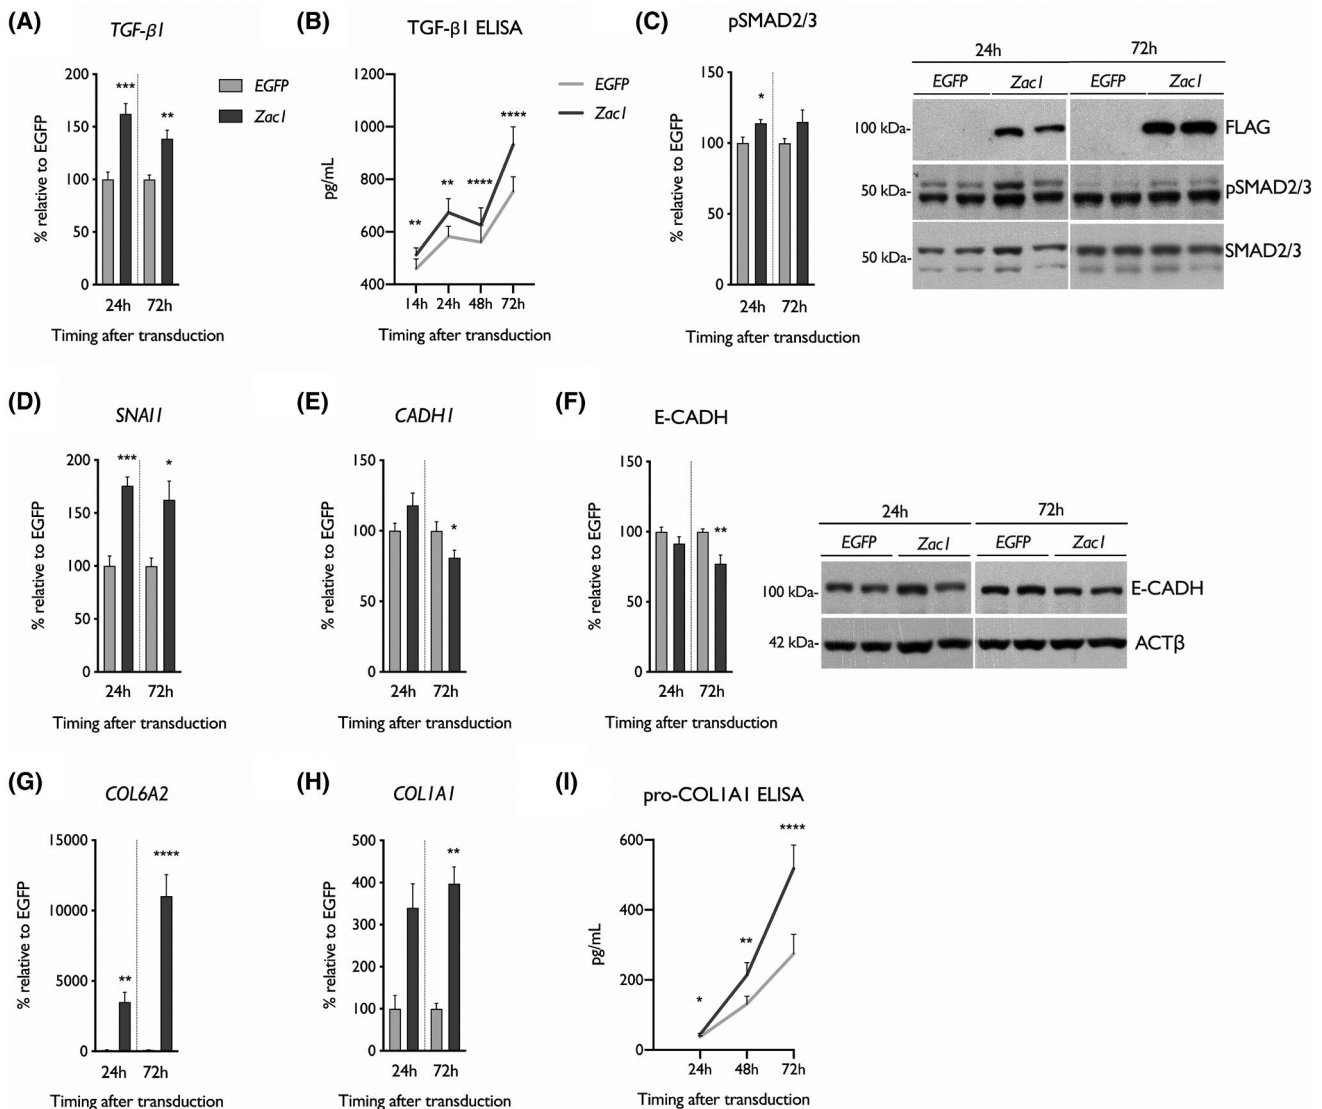 (A)
TGF-β1
200
150
100
50
0
% relative to EGFP
***
**
24h 72h
Timing after transduction
EGFP
Zac1
(B)
TGF-β1 ELISA
1200
1000
800
600
400
pg/mL
**
**
****
****
14h 24h 48h 72h
Timing after transduction
EGFP
Zac1
(C)
pSMAD2/3
150
100
50
0
% relative to EGFP
*
24h 72h
Timing after transduction
24h 72h
EGFP Zac1 EGFP Zac1
100 kDa- FLAG
50 kDa- pSMAD2/3
50 kDa- SMAD2/3
(D)
SNAI1
200
150
100
50
0
% relative to EGFP
***
*
24h 72h
Timing after transduction
(E)
CADH1
150
100
50
0
% relative to EGFP
*
24h 72h
Timing after transduction
(F)
E-CADH
150
100
50
0
% relative to EGFP
**
24h 72h
Timing after transduction
24h 72h
EGFP Zac1 EGFP Zac1
100 kDa- E-CADH
42 kDa- ACTβ
(G)
COL6A2
15000
10000
5000
0
% relative to EGFP
**
****
24h 72h
Timing after transduction
(H)
COL1A1
500
400
300
200
100
0
% relative to EGFP
**
24h 72h
Timing after transduction
(I)
pro-COL1A1 ELISA
600
400
200
0
pg/mL
*
**
****
24h 48h 72h
Timing after transduction